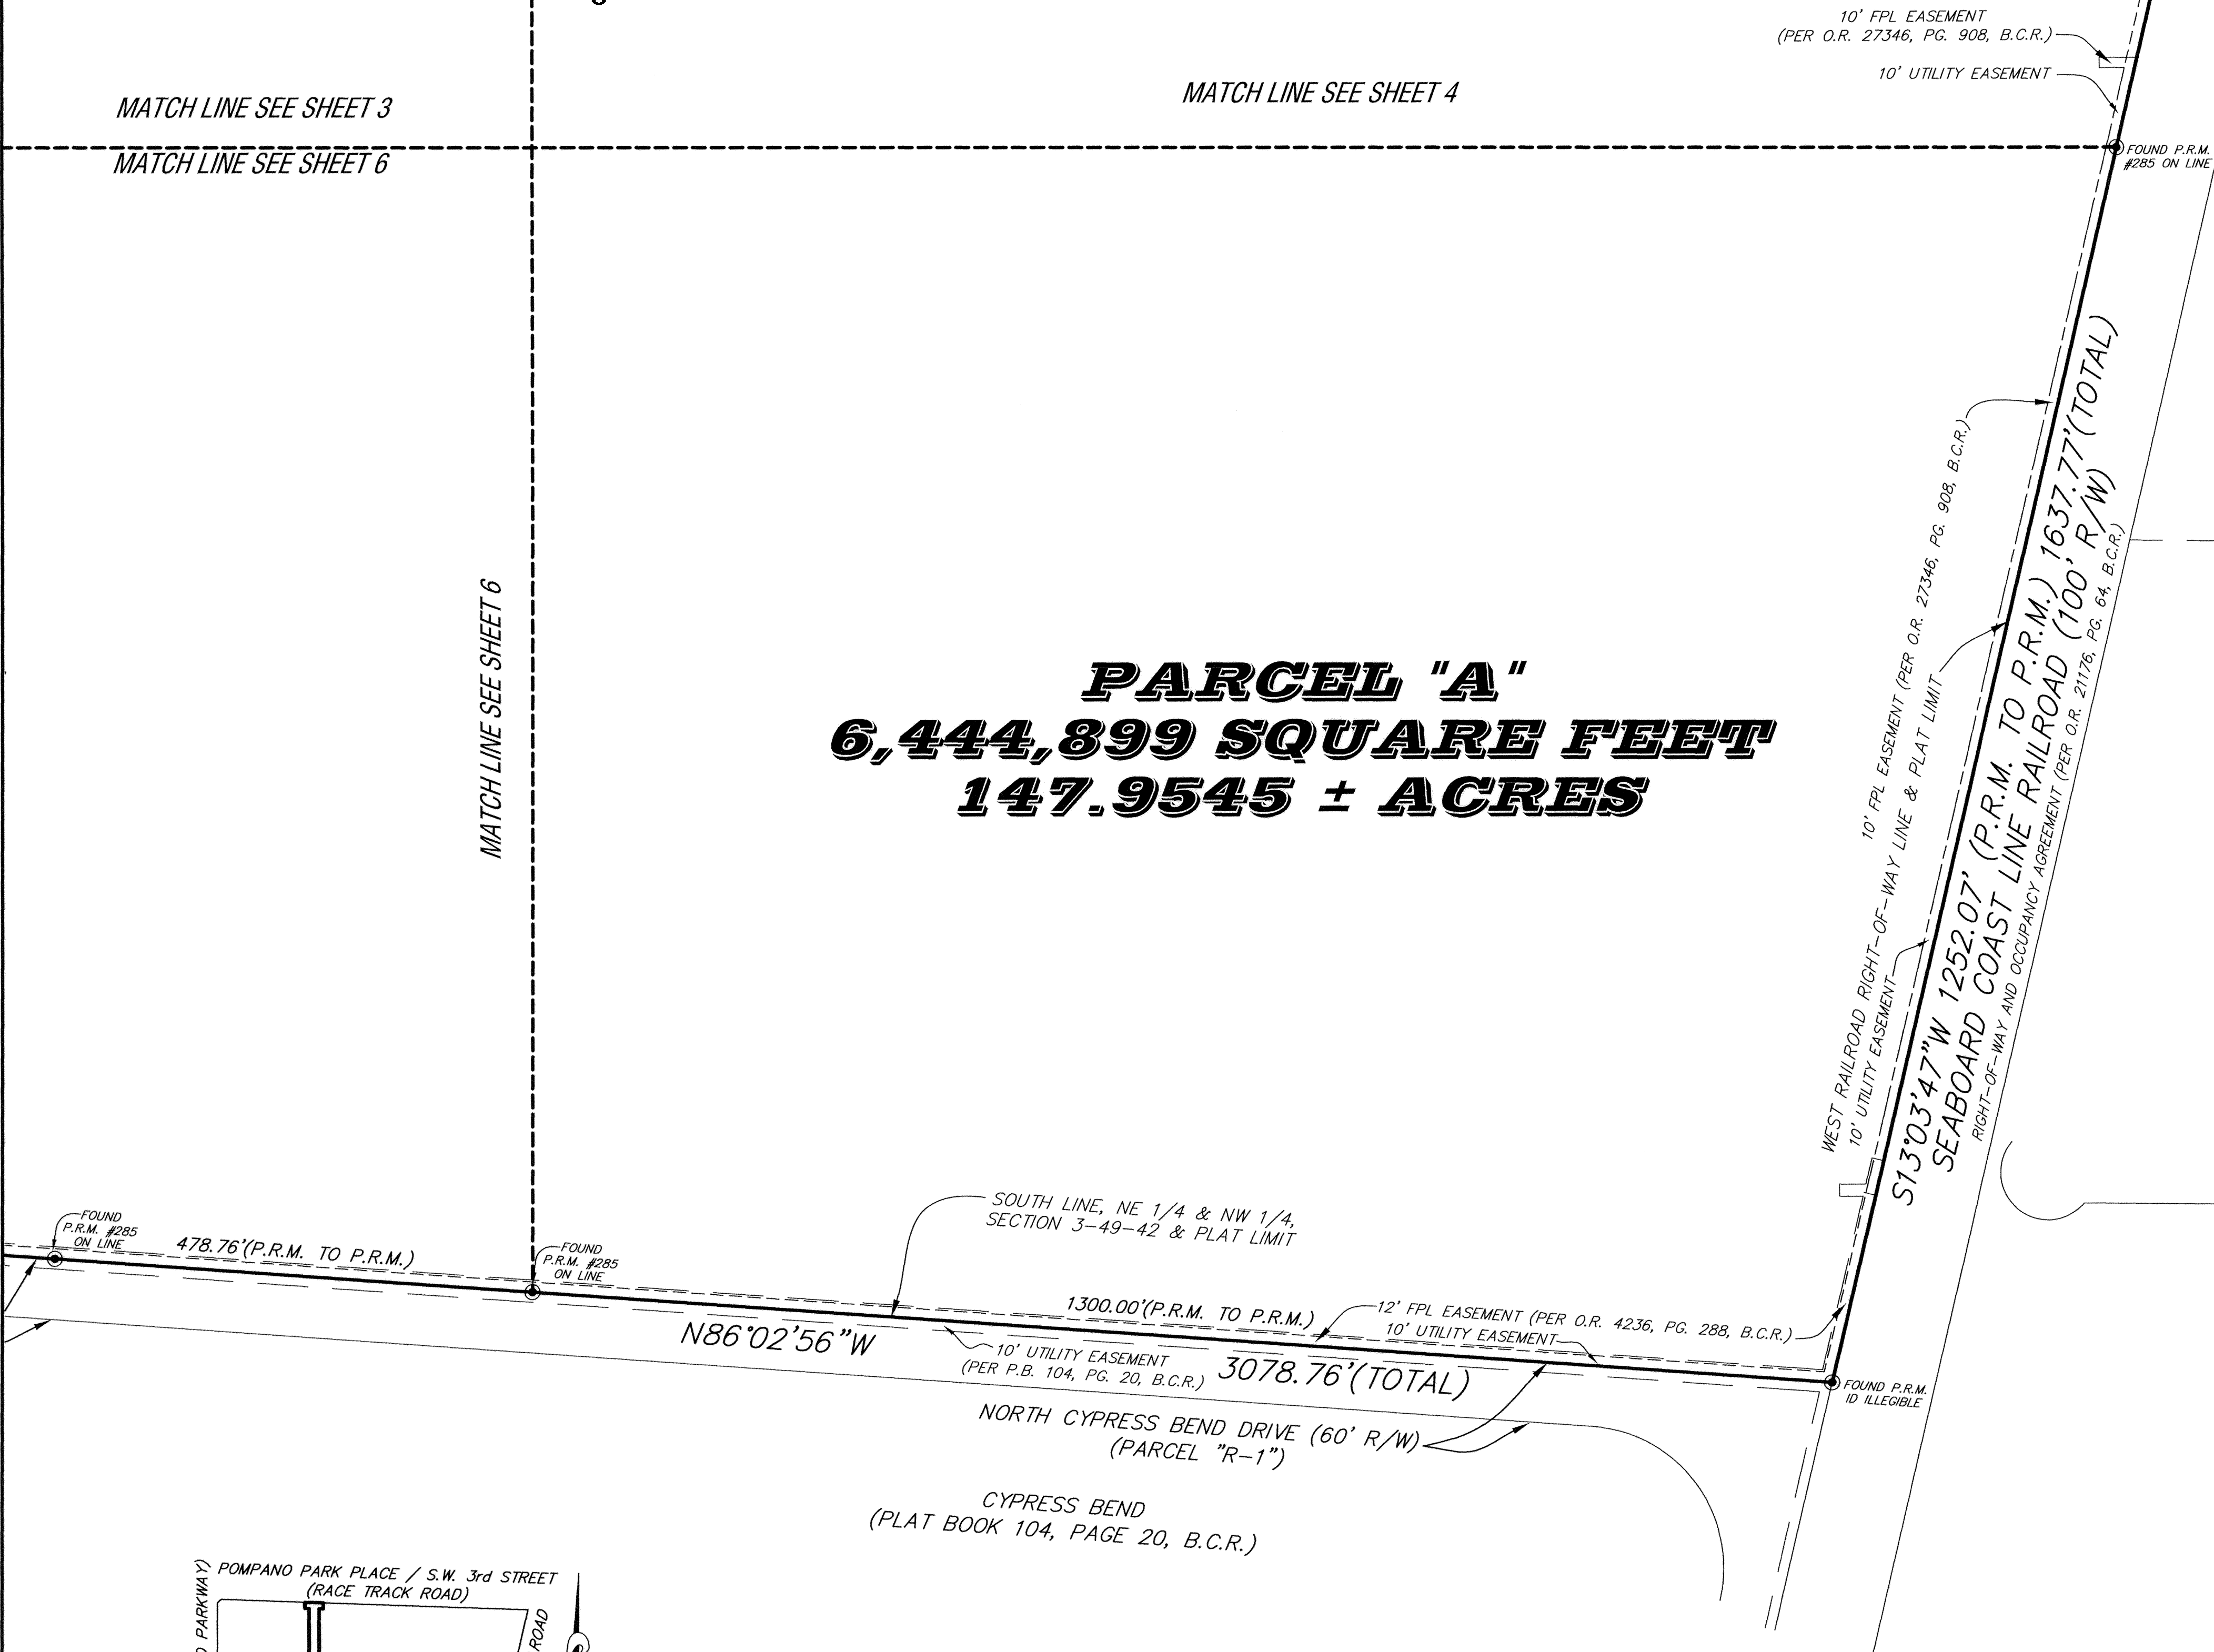 10' FPL EASEMENT
(PER O.R. 27346, PG. 908, B.C.R.)
10' UTILITY EASEMENT
MATCH LINE SEE SHEET 3
MATCH LINE SEE SHEET 4
MATCH LINE SEE SHEET 6
FOUND P.R.M.
#285 ON LINE
MATCH LINE SEE SHEET 6
PARCEL "A"
6,444,899 SQUARE FEET
147.9545 ± ACRES
10' FPL EASEMENT (PER O.R. 27346, PG. 908, B.C.R.)
WEST RAILROAD RIGHT-OF-WAY LINE & PLAT LIMIT
10' UTILITY EASEMENT
S13°03'47"W 1252.07' (P.R.M. TO P.R.M.) 1637.77'(TOTAL)
SEABOARD COAST LINE RAILROAD (100' R/W)
RIGHT-OF-WAY AND OCCUPANCY AGREEMENT (PER O.R. 21176, PG. 64, B.C.R.)
FOUND
P.R.M. #285
ON LINE
478.76'(P.R.M. TO P.R.M.)
FOUND
P.R.M. #285
ON LINE
SOUTH LINE, NE 1/4 & NW 1/4,
SECTION 3-49-42 & PLAT LIMIT
1300.00'(P.R.M. TO P.R.M.)
12' FPL EASEMENT (PER O.R. 4236, PG. 288, B.C.R.)
10' UTILITY EASEMENT
N86°02'56"W
10' UTILITY EASEMENT
(PER P.B. 104, PG. 20, B.C.R.)
3078.76'(TOTAL)
FOUND P.R.M.
ID ILLEGIBLE
NORTH CYPRESS BEND DRIVE (60' R/W)
(PARCEL "R-1")
CYPRESS BEND
(PLAT BOOK 104, PAGE 20, B.C.R.)
POMPANO PARK PLACE / S.W. 3rd STREET
(RACE TRACK ROAD)
PARKWAY)
ROAD